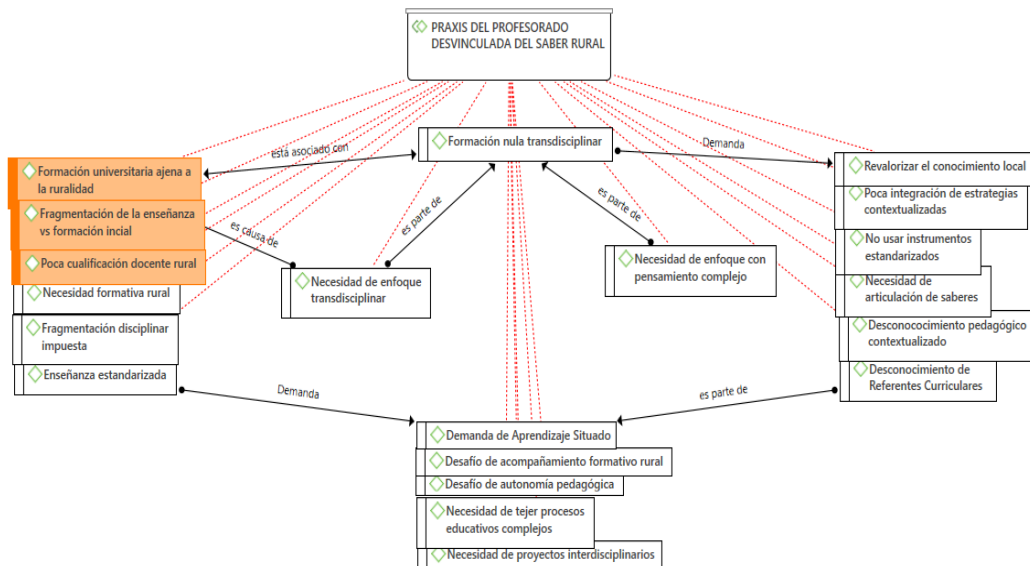 PRAXIS DEL PROFESORADO
DESVINCULADA DEL SABER RURAL
Formación nula transdisciplinar
está asociado con
Demanda
Formación universitaria ajena a
la ruralidad
Fragmentación de la enseñanza
vs formación incial
Poca cualificación docente rural
Necesidad formativa rural
Fragmentación disciplinar
impuesta
Enseñanza estandarizada
es causa de
es parte de
es parte de
Necesidad de enfoque
transdisciplinar
Necesidad de enfoque con
pensamiento complejo
Revalorizar el conocimiento local
Poca integración de estrategias
contextualizadas
No usar instrumentos
estandarizados
Necesidad de
articulación de saberes
Desconococimiento pedagógico
contextualizado
Desconocimiento de
Referentes Curriculares
Demanda
es parte de
Demanda de Aprendizaje Situado
Desafío de acompañamiento formativo rural
Desafío de autonomía pedagógica
Necesidad de tejer procesos
educativos complejos
Necesidad de proyectos interdisciplinarios